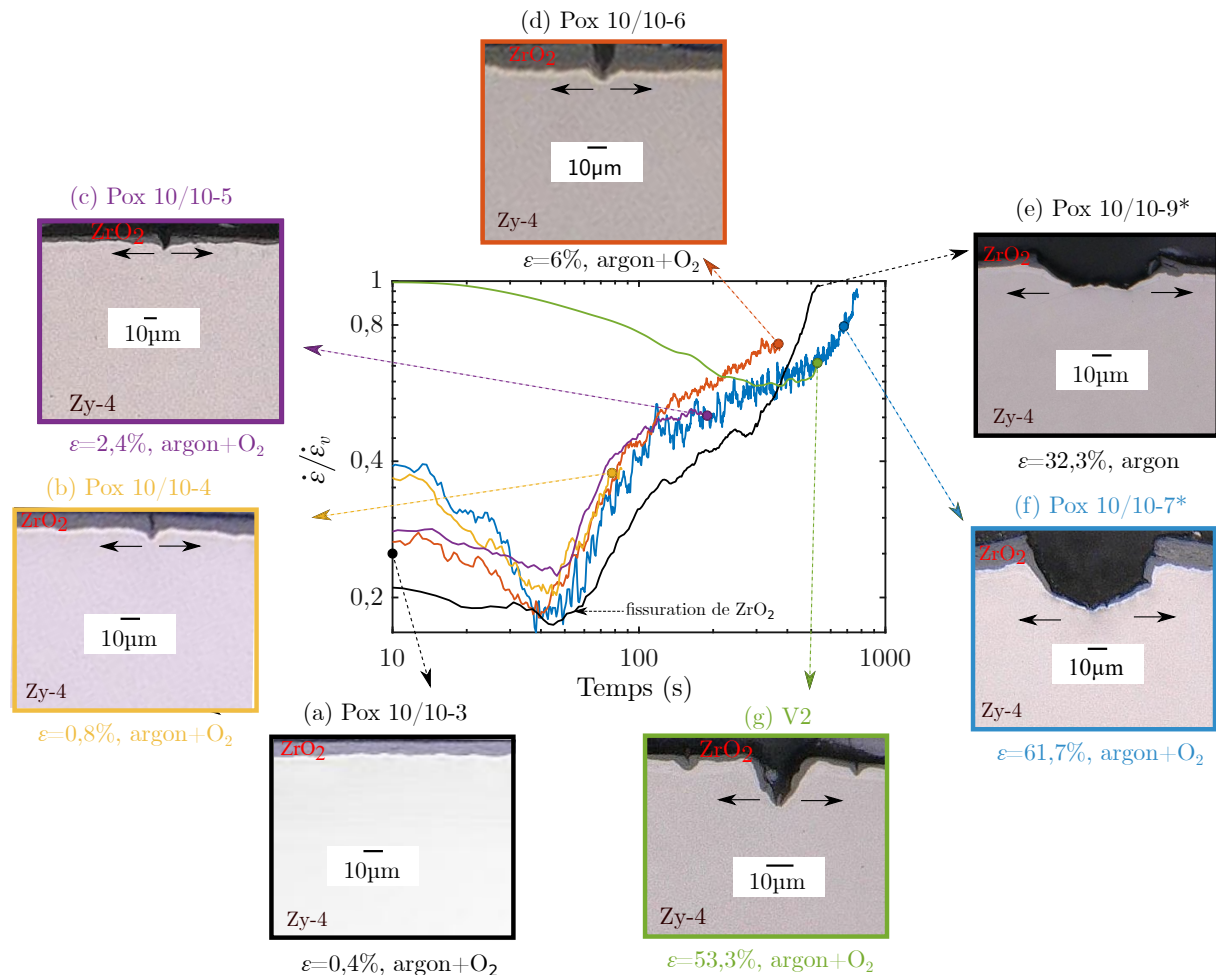 (d) Pox 10/10-6
ZrO₂
10µm
ε=6%, argon+O₂
(c) Pox 10/10-5
ZrO₂
10µm
Zy-4
ε=2,4%, argon+O₂
(e) Pox 10/10-9*
ZrO₂
10µm
Zy-4
ε=32,3%, argon
(b) Pox 10/10-4
ZrO₂
10µm
Zy-4
ε=0,8%, argon+O₂
1
0,8
0,4
0,2
ε̇/ε̇ᵥ
fissuration de ZrO₂
10
100
1000
Temps (s)
(f) Pox 10/10-7*
ZrO₂
10µm
Zy-4
ε=61,7%, argon+O₂
(a) Pox 10/10-3
ZrO₂
10µm
Zy-4
ε=0,4%, argon+O₂
(g) V2
ZrO₂
10µm
Zy-4
ε=53,3%, argon+O₂
Zy-4